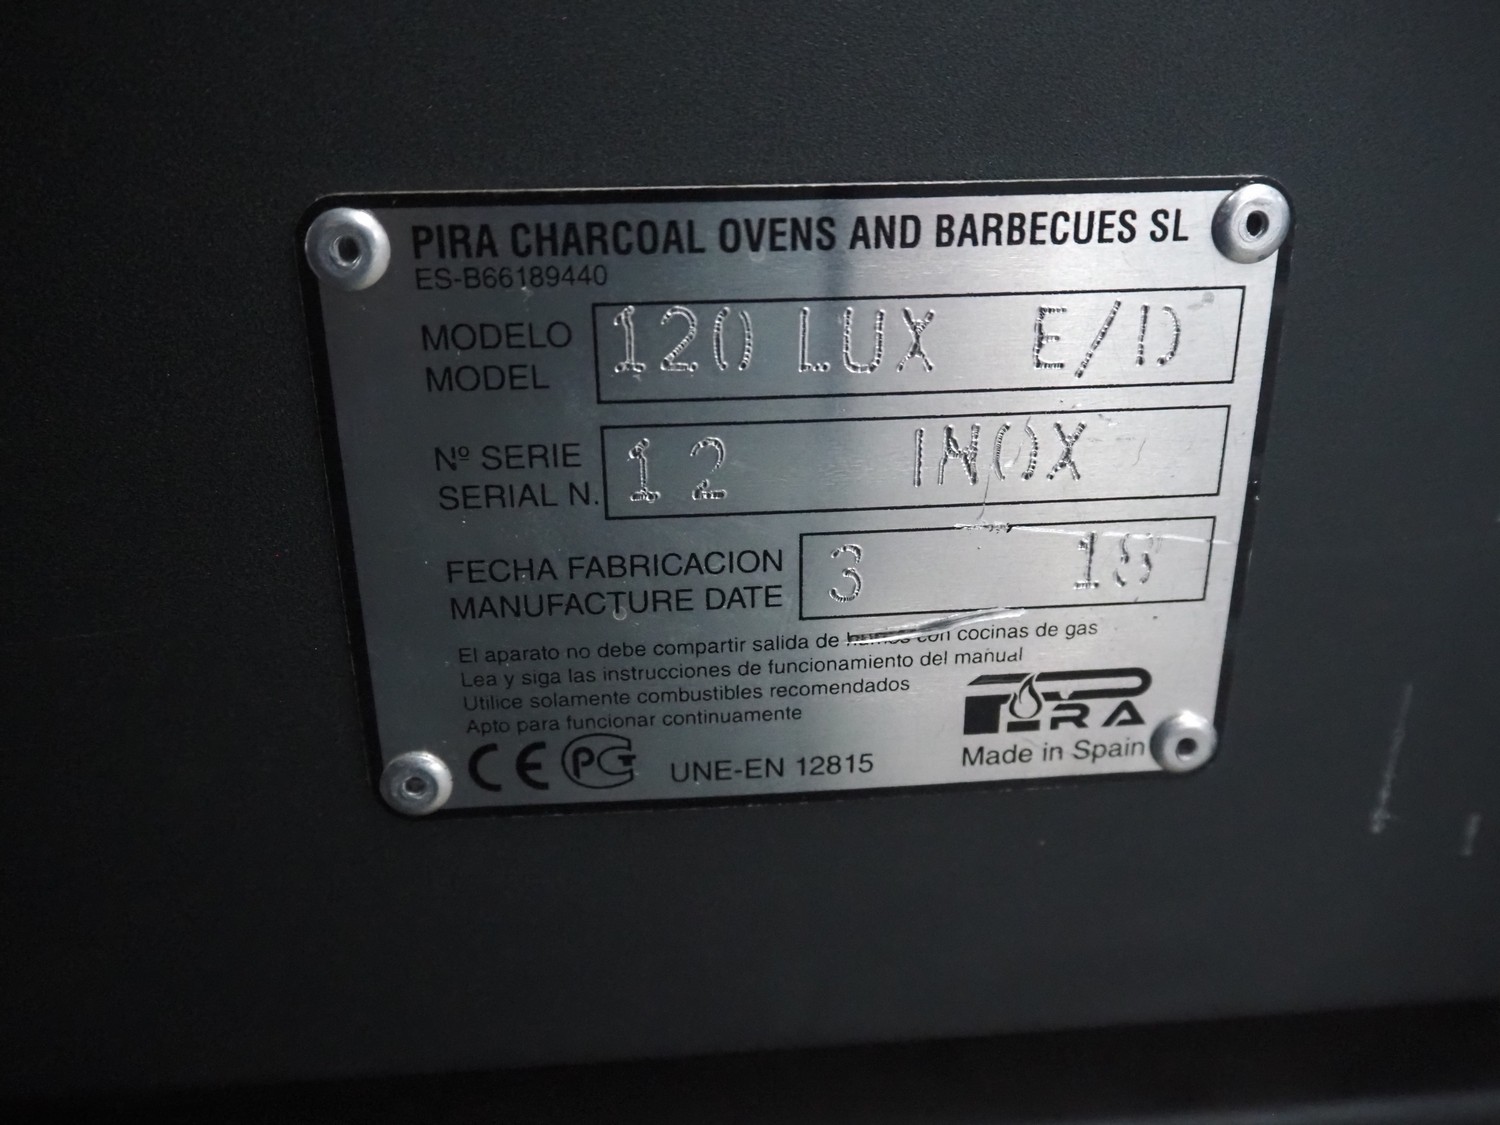 PIRA CHARCOAL OVENS AND BARBECUES SL
ES-B66189440
MODELO
MODEL
120 LUX E/D
Nº SERIE
SERIAL N.
12 INOX
FECHA FABRICACION
MANUFACTURE DATE
3 18
El aparato no debe compartir salida de humos con cocinas de gas
Lea y siga las instrucciones de funcionamiento del manual
Utilice solamente combustibles recomendados
Apto para funcionar continuamente
CE PG UNE-EN 12815
PIRA
Made in Spain